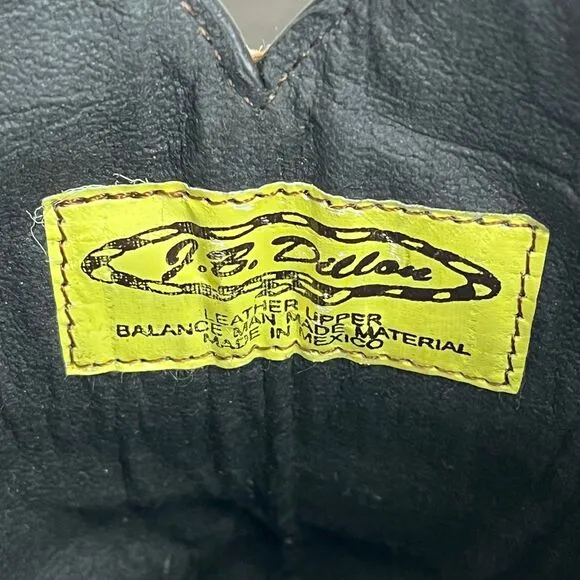 J.B. Dillon
LEATHER UPPER
BALANCE MAN MADE MATERIAL
MADE IN MEXICO